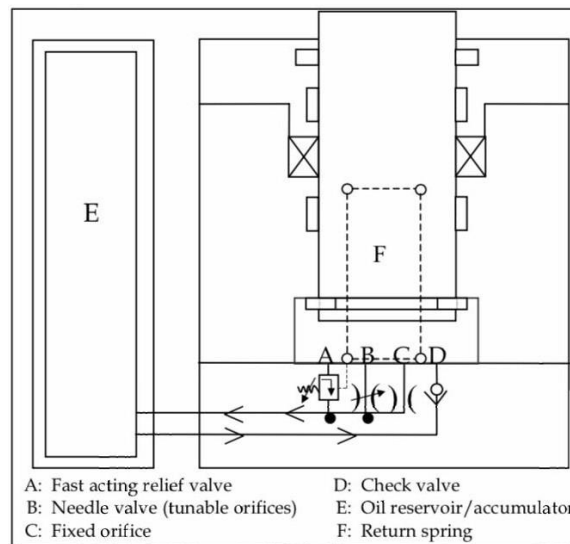 E
F
A B C D
A: Fast acting relief valve D: Check valve
B: Needle valve (tunable orifices) E: Oil reservoir/accumulator
C: Fixed orifice F: Return spring